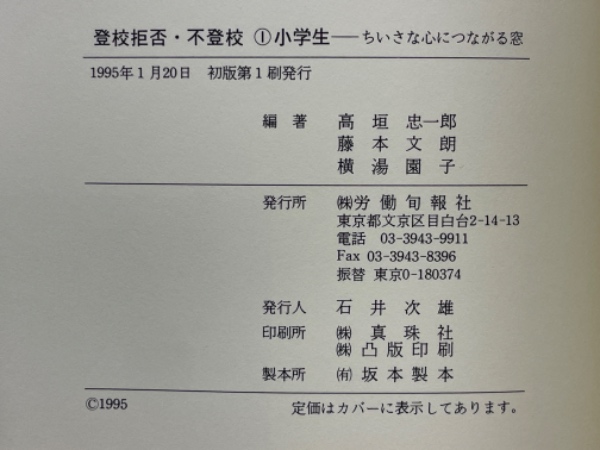 登校拒否・不登校 ①小学生──ちいさな心につながる窓
1995年1月20日 初版第1刷発行
編著 高垣忠一郎
藤本文朗
横湯園子
発行所 ㈱労働旬報社
東京都文京区目白台2-14-13
電話 03-3943-9911
Fax 03-3943-8396
振替 東京0-180374
発行人 石井次雄
印刷所 ㈱真珠社
㈱凸版印刷
製本所 ㈲坂本製本
©1995 定価はカバーに表示してあります。